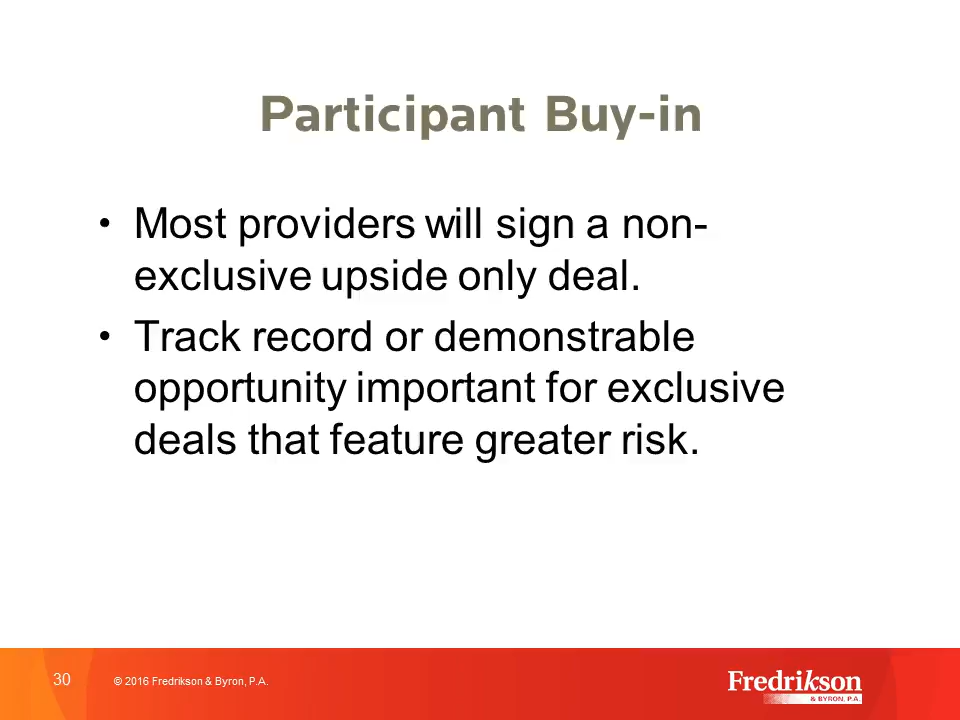 Participant Buy-in
• Most providers will sign a non-
exclusive upside only deal.
• Track record or demonstrable
opportunity important for exclusive
deals that feature greater risk.
30
© 2016 Fredrikson & Byron, P.A.
Fredrikson
& BYRON, P.A.